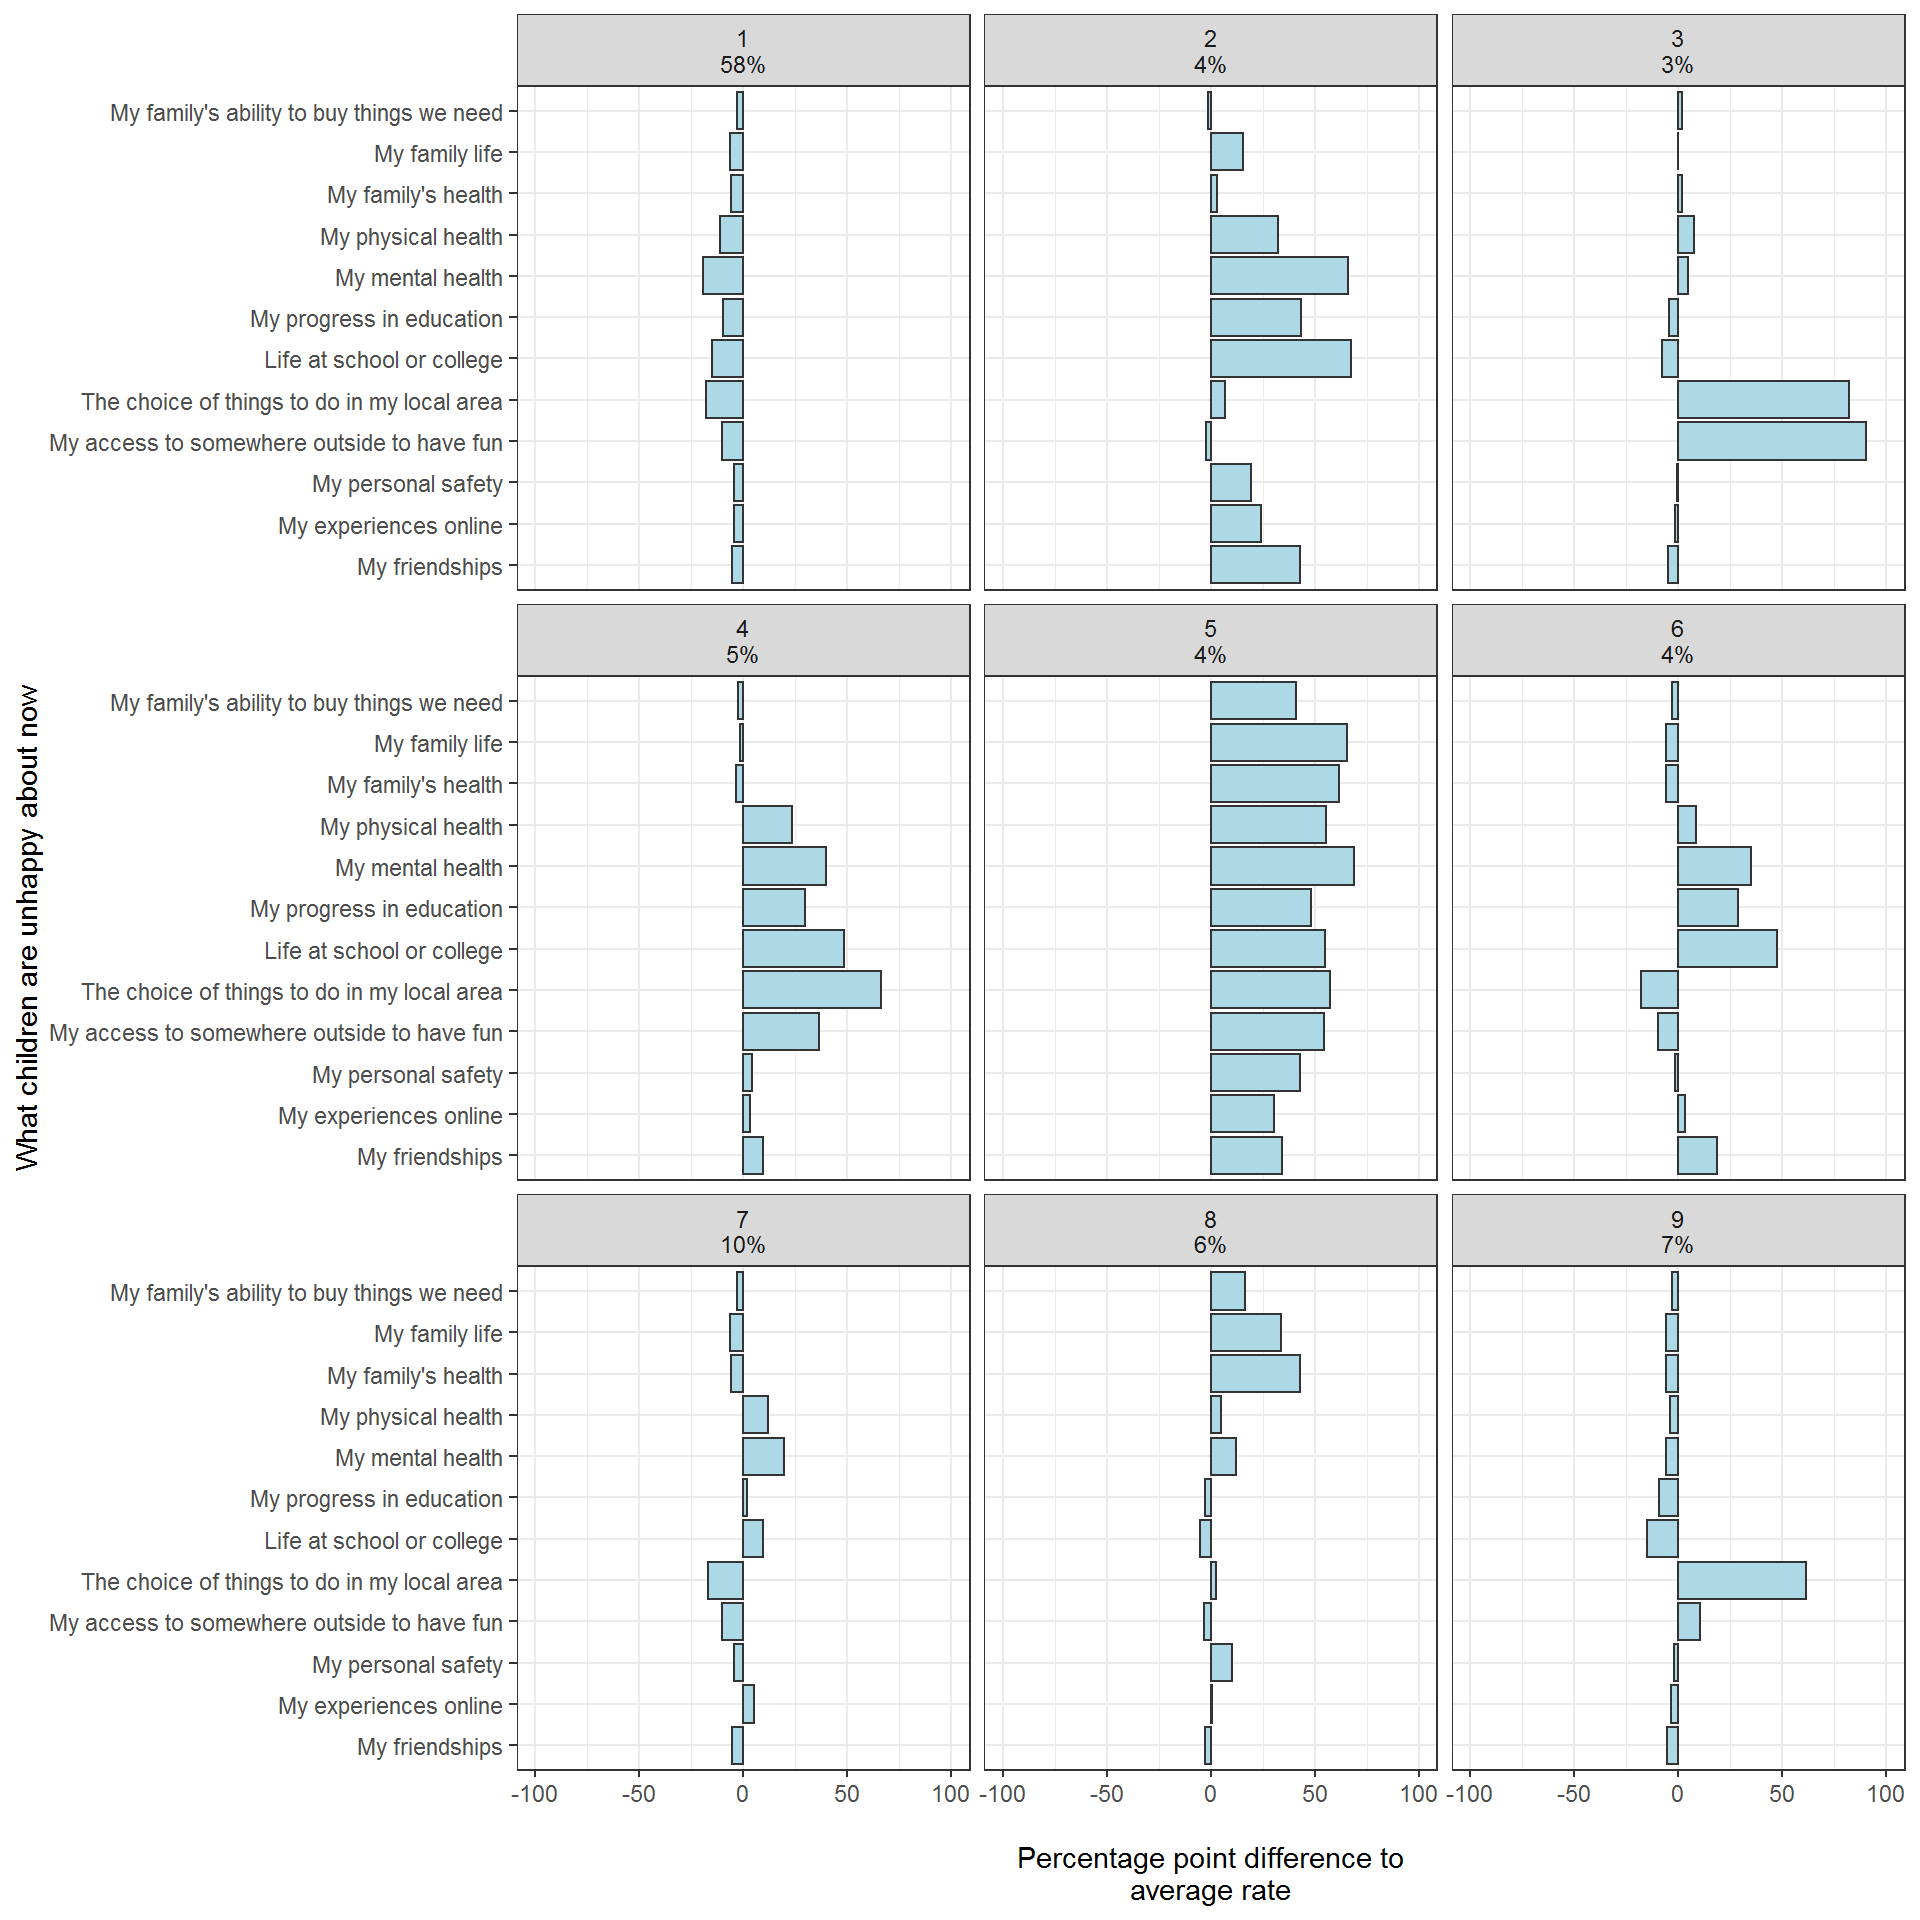 1
58%
2
4%
3
3%
My family's ability to buy things we need
My family life
My family's health
My physical health
My mental health
My progress in education
Life at school or college
The choice of things to do in my local area
My access to somewhere outside to have fun
My personal safety
My experiences online
My friendships
4
5%
5
4%
6
4%
What children are unhappy about now
My family's ability to buy things we need
My family life
My family's health
My physical health
My mental health
My progress in education
Life at school or college
The choice of things to do in my local area
My access to somewhere outside to have fun
My personal safety
My experiences online
My friendships
7
10%
8
6%
9
7%
My family's ability to buy things we need
My family life
My family's health
My physical health
My mental health
My progress in education
Life at school or college
The choice of things to do in my local area
My access to somewhere outside to have fun
My personal safety
My experiences online
My friendships
-100 -50 0 50 100 -100 -50 0 50 100 -100 -50 0 50 100
Percentage point difference to
average rate